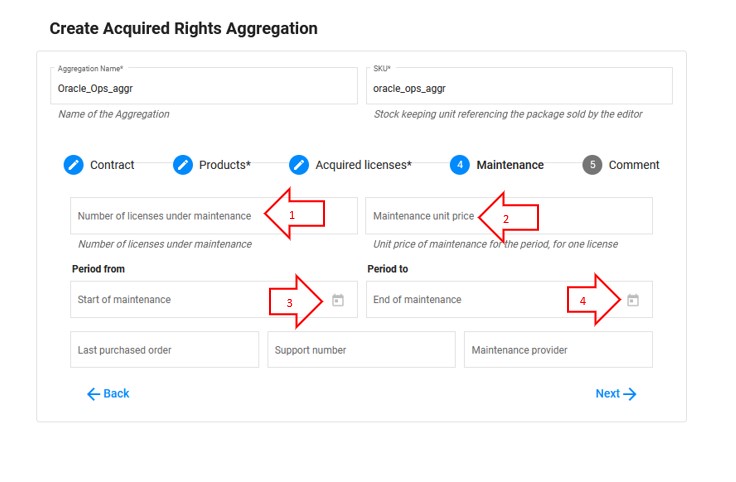 Create Acquired Rights Aggregation
Aggregation Name*
SKU*
Oracle_Ops_aggr
oracle_ops_aggr
Name of the Aggregation
Stock keeping unit referencing the package sold by the editor
Contract
Products*
Acquired licenses*
4 Maintenance
5 Comment
Number of licenses under maintenance
1
Maintenance unit price
2
Number of licenses under maintenance
Unit price of maintenance for the period, for one license
Period from
Period to
Start of maintenance
3
End of maintenance
4
Last purchased order
Support number
Maintenance provider
Back
Next